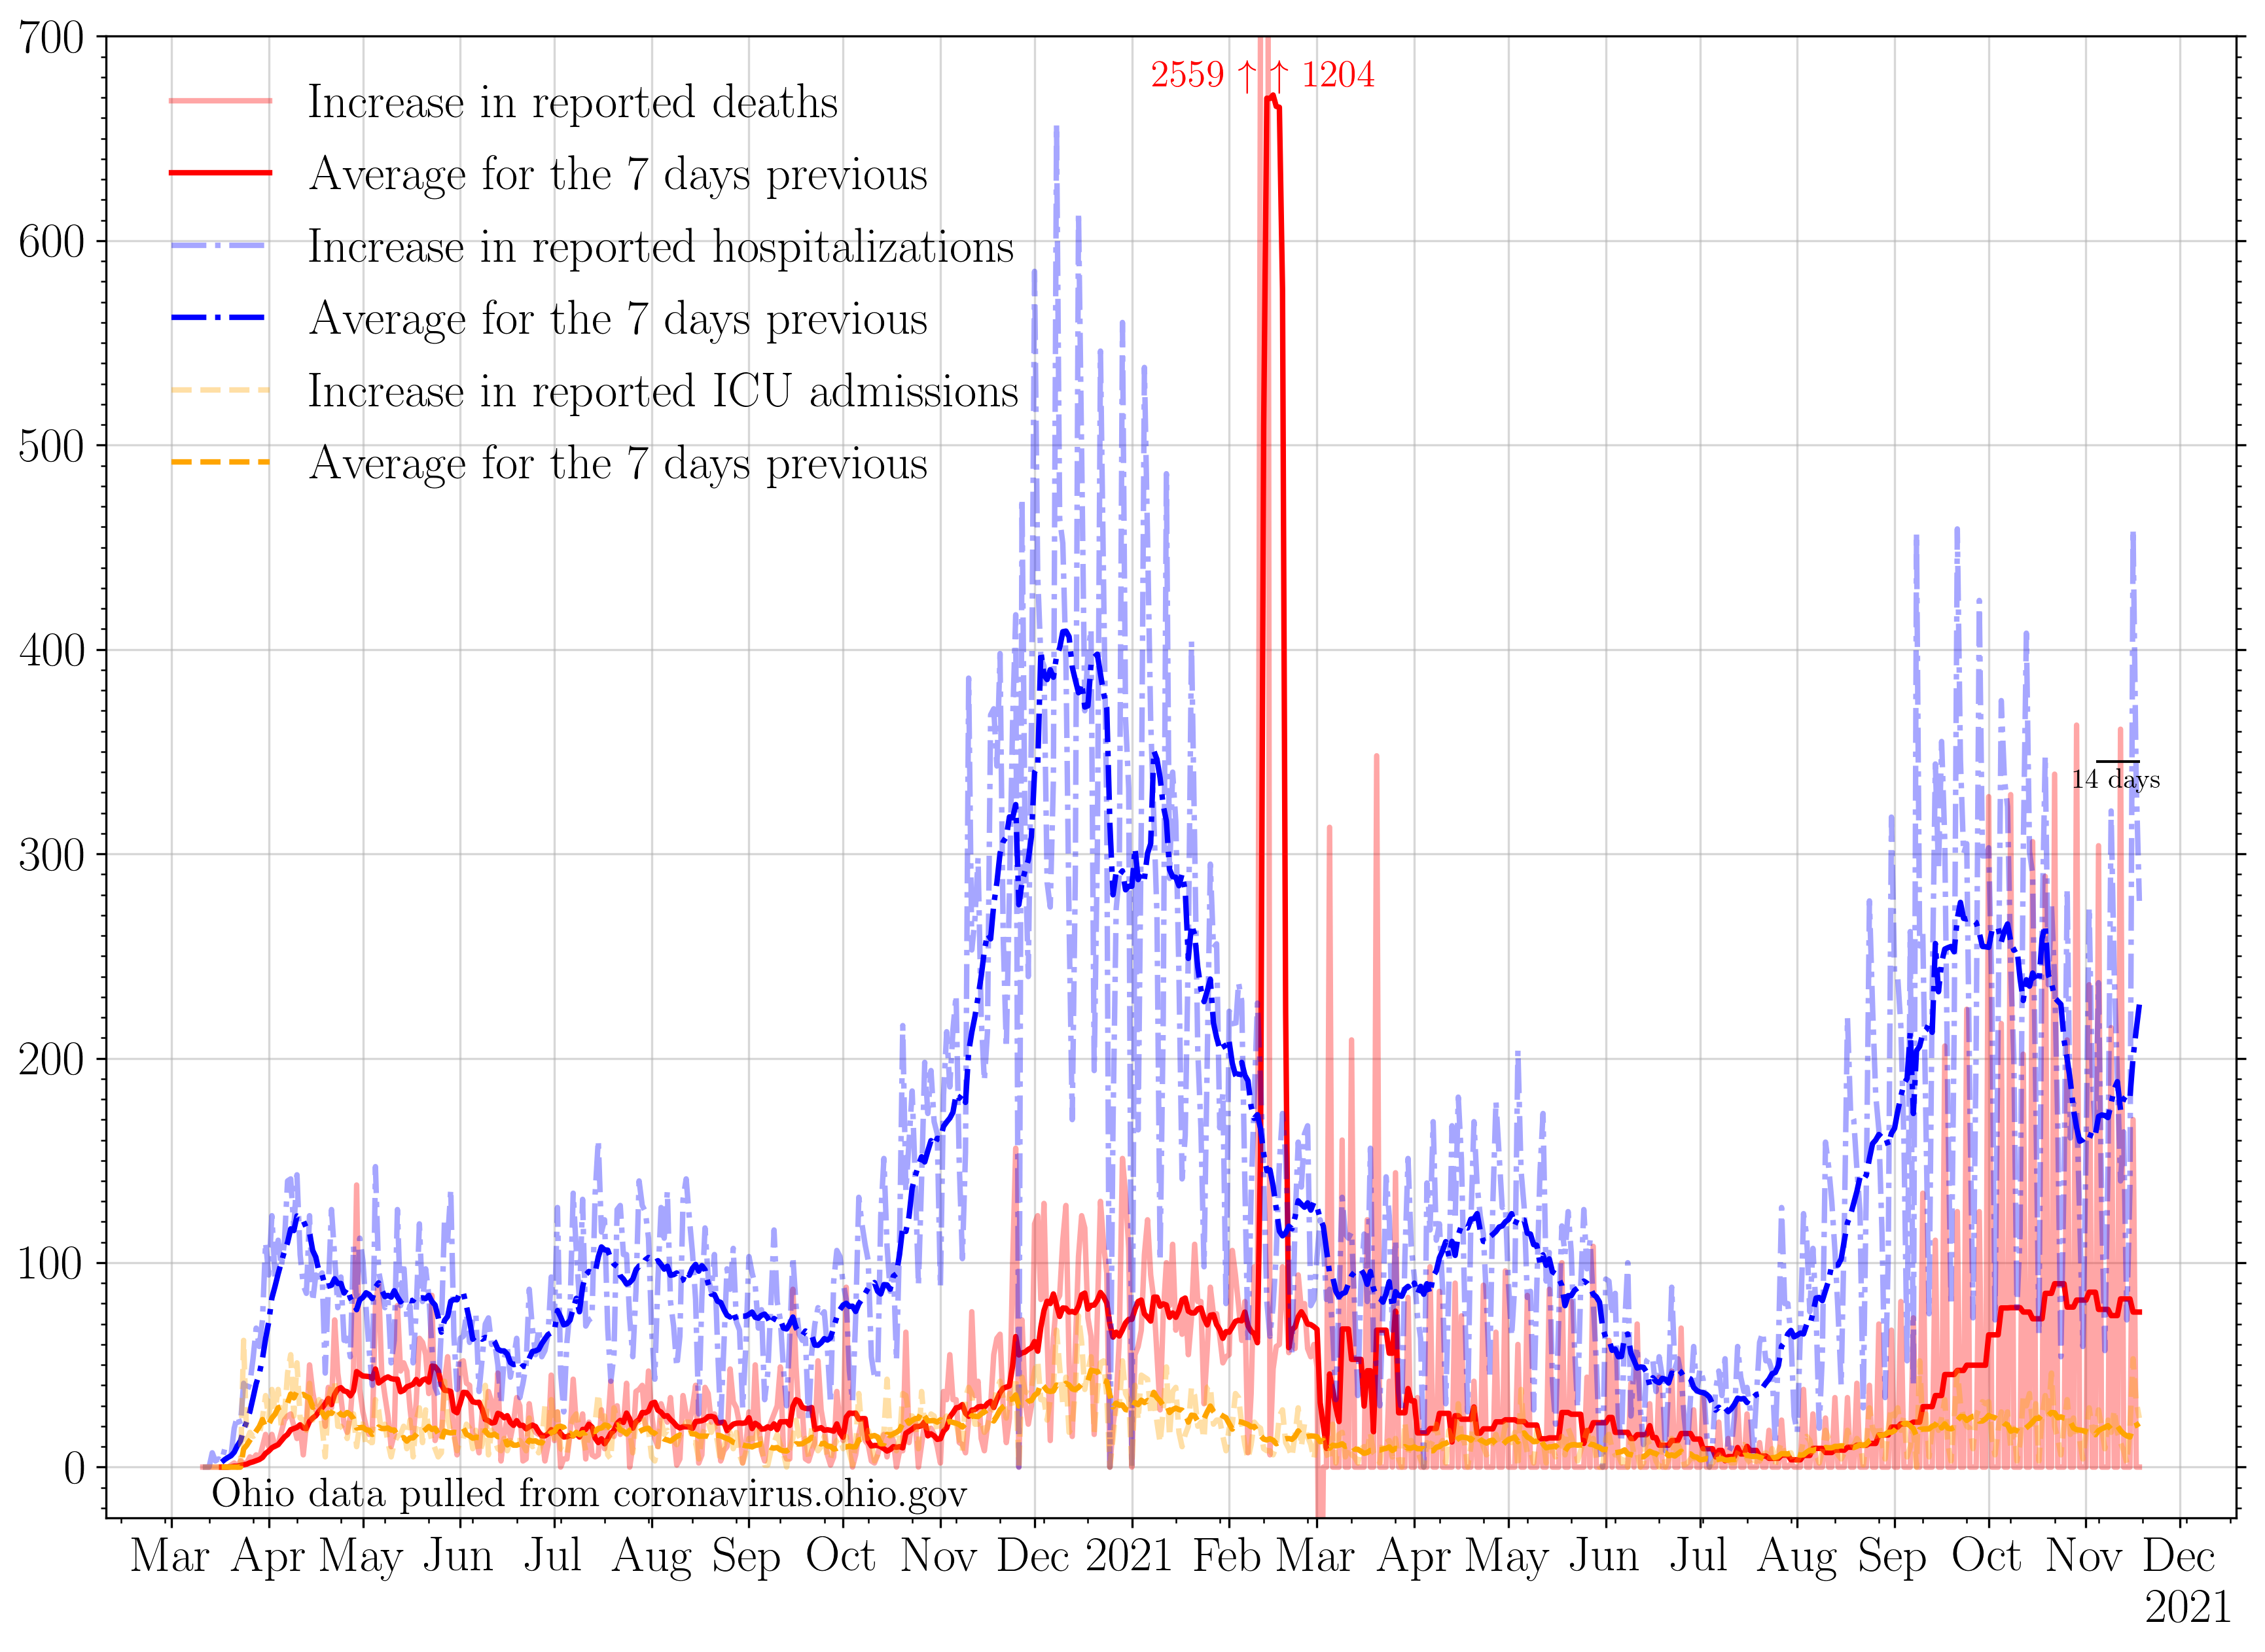 700
600
500
400
300
200
100
0
2559 ↑ ↑ 1204
Increase in reported deaths
Average for the 7 days previous
Increase in reported hospitalizations
Average for the 7 days previous
Increase in reported ICU admissions
Average for the 7 days previous
14 days
Ohio data pulled from coronavirus.ohio.gov
Mar Apr May Jun Jul Aug Sep Oct Nov Dec 2021 Feb Mar Apr May Jun Jul Aug Sep Oct Nov Dec
2021